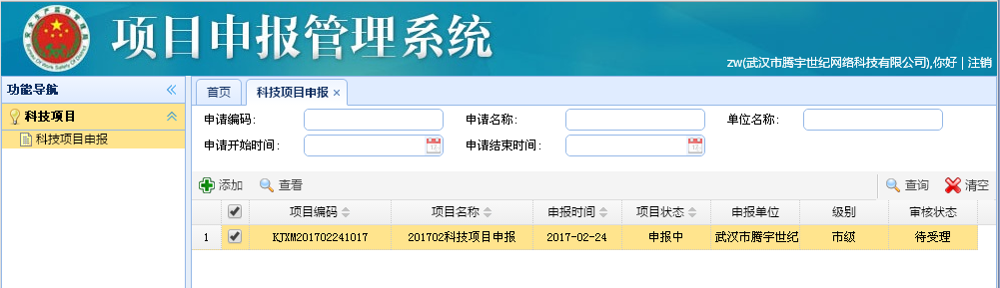 项目申报管理系统
zw(武汉市腾宇世纪网络科技有限公司),你好 | 注销
功能导航
首页 科技项目申报
科技项目
科技项目申报
申请编码: 申请名称: 单位名称:
申请开始时间: 申请结束时间:
添加 查看 查询 清空
项目编码 项目名称 申报时间 项目状态 申报单位 级别 审核状态
1 KJXM201702241017 201702科技项目申报 2017-02-24 申报中 武汉市腾宇世纪 市级 待受理